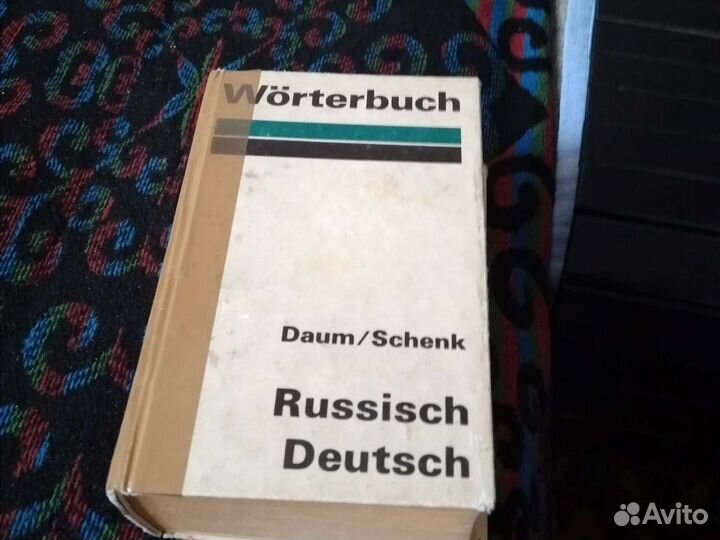 Wörterbuch
Daum/Schenk
Russisch
Deutsch
Avito